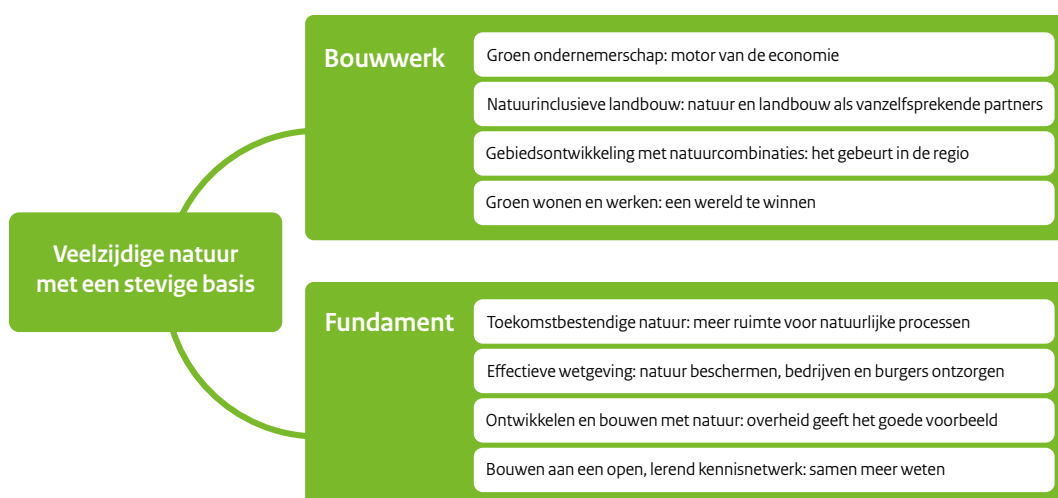 Veelzijdige natuur
met een stevige basis
Bouwwerk
Groen ondernemerschap: motor van de economie
Natuurinclusieve landbouw: natuur en landbouw als vanzelfsprekende partners
Gebiedsontwikkeling met natuurcombinaties: het gebeurt in de regio
Groen wonen en werken: een wereld te winnen
Fundament
Toekomstbestendige natuur: meer ruimte voor natuurlijke processen
Effectieve wetgeving: natuur beschermen, bedrijven en burgers ontzorgen
Ontwikkelen en bouwen met natuur: overheid geeft het goede voorbeeld
Bouwen aan een open, lerend kennisnetwerk: samen meer weten